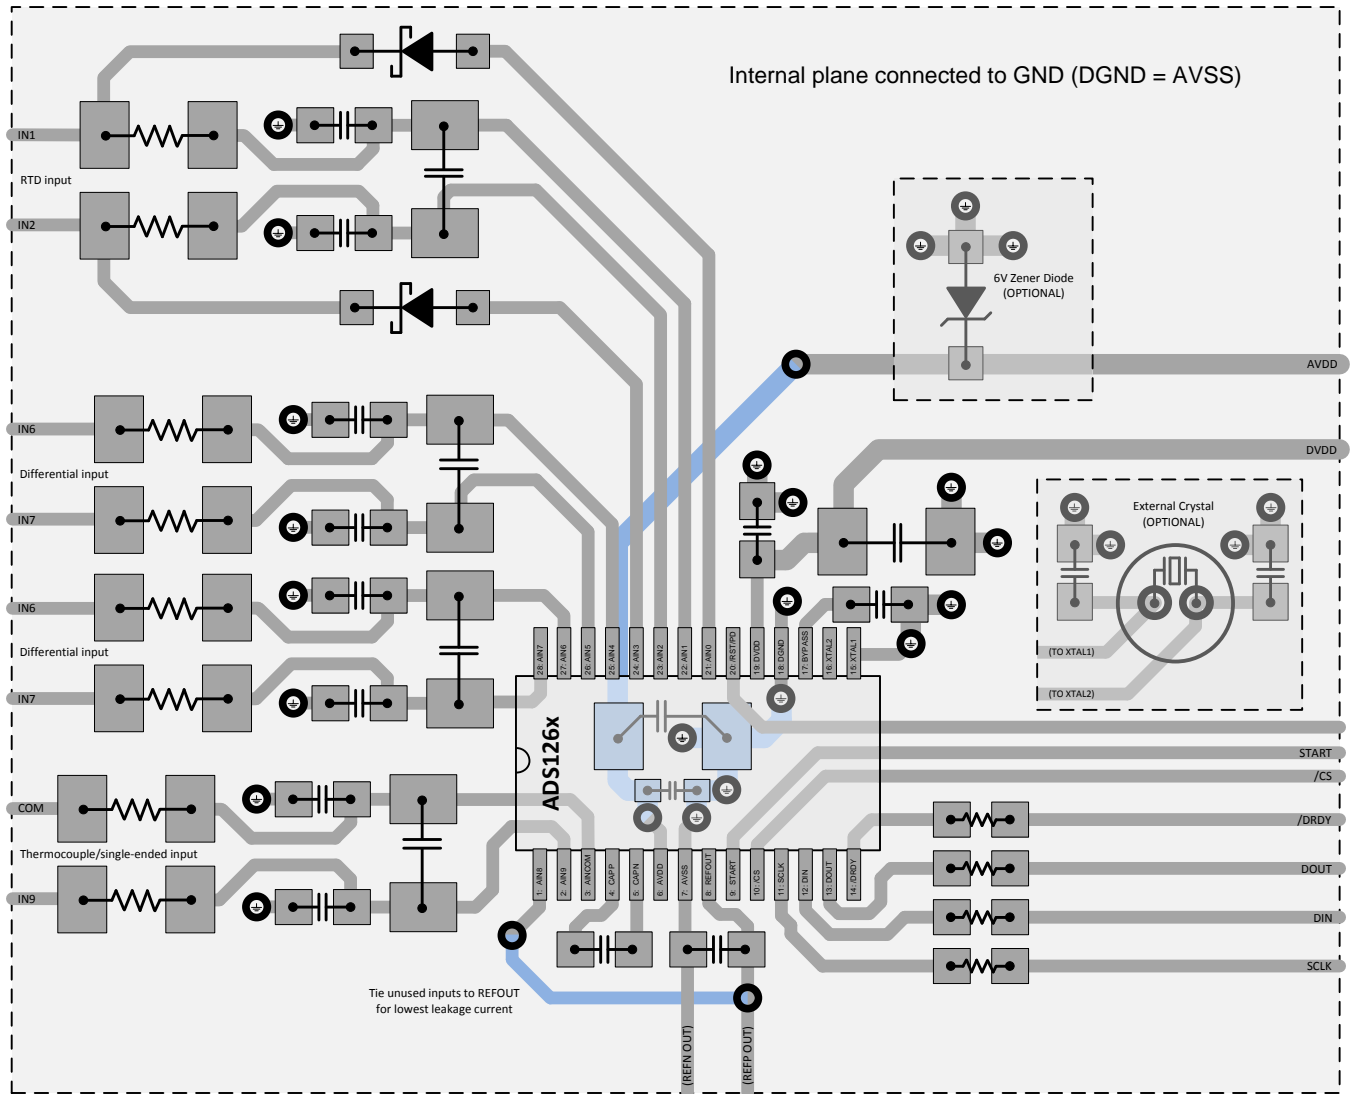 Internal plane connected to GND (DGND = AVSS)
IN1
RTD input
IN2
6V Zener Diode
(OPTIONAL)
AVDD
IN6
DVDD
Differential input
External Crystal
(OPTIONAL)
IN7
IN6
(TO XTAL1)
Differential input
(TO XTAL2)
IN7
28: AIN7
27: AIN6
26: AIN5
25: AIN4
24: AIN3
23: AIN2
22: AIN1
21: AIN0
20: /RST/PD
19: DVDD
18: DGND
17: BYPASS
16: XTAL2
15: XTAL1
ADS126x
START
/CS
COM
/DRDY
Thermocouple/single-ended input
DOUT
IN9
DIN
SCLK
1: AIN8
2: AIN9
3: AINCOM
4: CAPP
5: CAPN
6: AVDD
7: AVSS
8: REFOUT
9: START
10: /CS
11: SCLK
12: DIN
13: DOUT
14: /DRDY
Tie unused inputs to REFOUT
for lowest leakage current
(REFN OUT)
(REFP OUT)